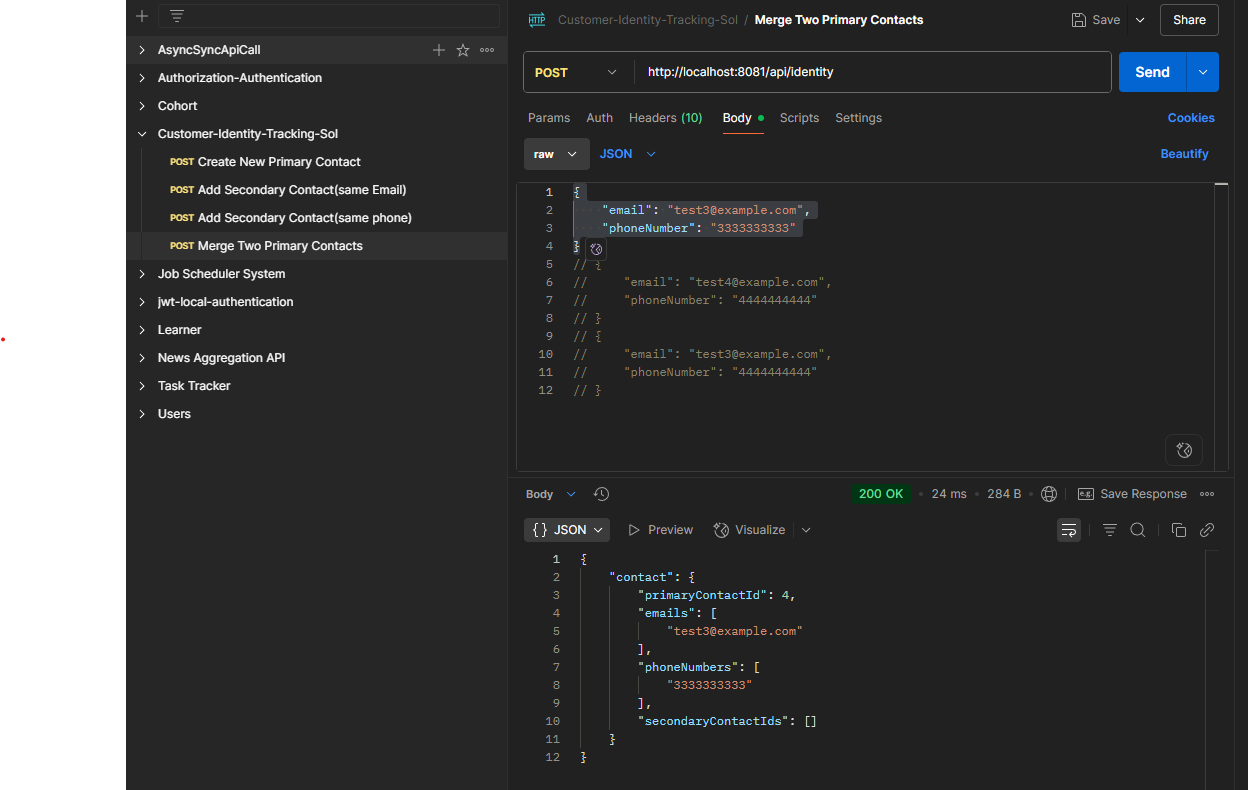 AsyncSyncApiCall
Authorization-Authentication
Cohort
Customer-Identity-Tracking-Sol
POST Create New Primary Contact
POST Add Secondary Contact(same Email)
POST Add Secondary Contact(same phone)
POST Merge Two Primary Contacts
Job Scheduler System
jwt-local-authentication
Learner
News Aggregation API
Task Tracker
Users
HTTP Customer-Identity-Tracking-Sol / Merge Two Primary Contacts Save Share
POST http://localhost:8081/api/identity Send
Params Auth Headers (10) Body Scripts Settings Cookies
raw JSON Beautify
1 {
2 "email": "test3@example.com",
3 "phoneNumber": "3333333333"
4 }
5 // {
6 // "email": "test4@example.com",
7 // "phoneNumber": "4444444444"
8 // }
9 // {
10 // "email": "test3@example.com",
11 // "phoneNumber": "4444444444"
12 // }
Body 200 OK • 24 ms • 284 B • e.g. Save Response
{} JSON Preview Visualize
1 {
2 "contact": {
3 "primaryContactId": 4,
4 "emails": [
5 "test3@example.com"
6 ],
7 "phoneNumbers": [
8 "3333333333"
9 ],
10 "secondaryContactIds": []
11 }
12 }